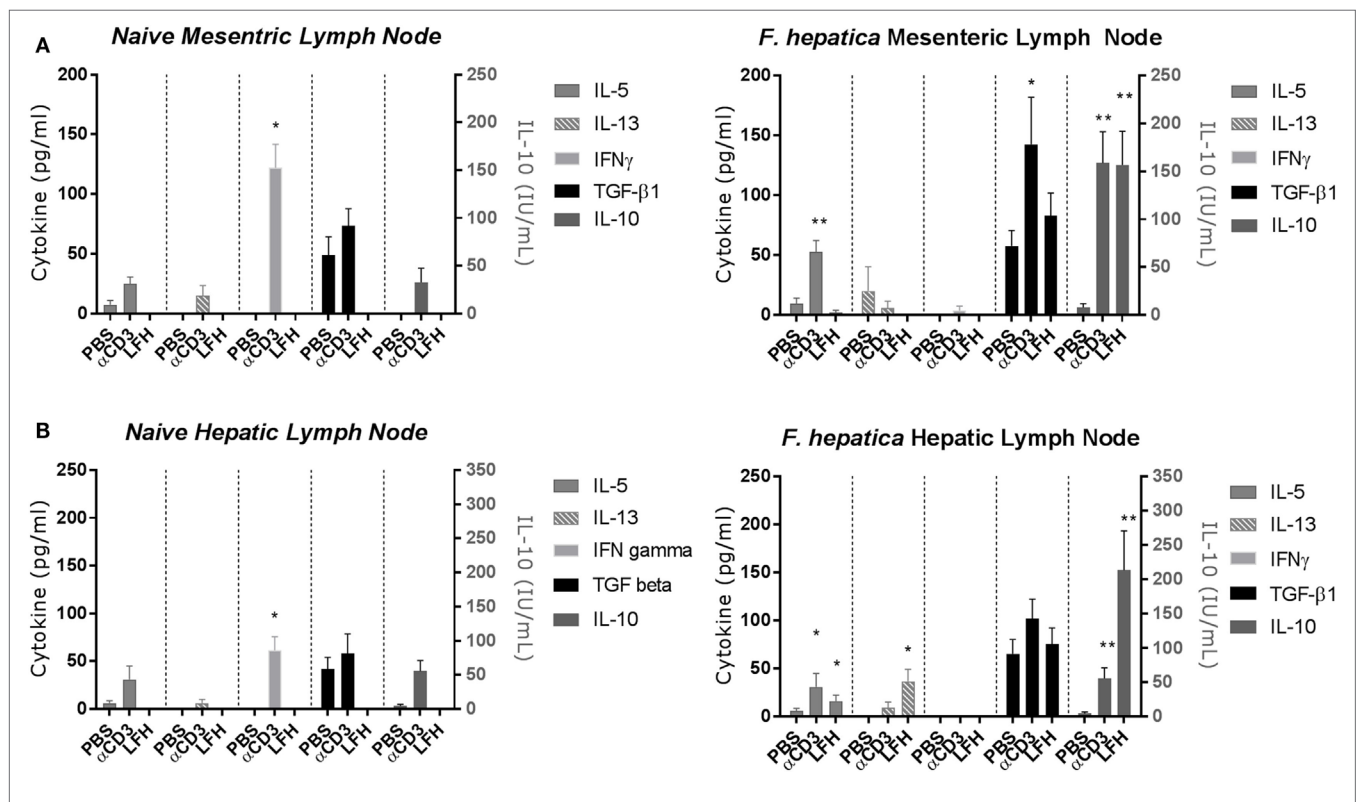 A
Naive Mesentric Lymph Node
200
150
100
50
0
Cytokine (pg/ml)
250
200
150
100
50
0
IL-10 (IU/mL)
*
PBS
αCD3
LFH
PBS
αCD3
LFH
PBS
αCD3
LFH
PBS
αCD3
LFH
PBS
αCD3
LFH
IL-5
IL-13
IFNγ
TGF-β1
IL-10
F. hepatica Mesenteric Lymph Node
200
150
100
50
0
Cytokine (pg/ml)
250
200
150
100
50
0
IL-10 (IU/mL)
**
*
**
**
PBS
αCD3
LFH
PBS
αCD3
LFH
PBS
αCD3
LFH
PBS
αCD3
LFH
PBS
αCD3
LFH
IL-5
IL-13
IFNγ
TGF-β1
IL-10
B
Naive Hepatic Lymph Node
250
200
150
100
50
0
Cytokine (pg/ml)
350
300
250
200
150
100
50
0
IL-10 (IU/mL)
*
PBS
αCD3
LFH
PBS
αCD3
LFH
PBS
αCD3
LFH
PBS
αCD3
LFH
PBS
αCD3
LFH
IL-5
IL-13
IFN gamma
TGF beta
IL-10
F. hepatica Hepatic Lymph Node
250
200
150
100
50
0
Cytokine (pg/ml)
350
300
250
200
150
100
50
0
IL-10 (IU/mL)
*
*
*
**
**
PBS
αCD3
LFH
PBS
αCD3
LFH
PBS
αCD3
LFH
PBS
αCD3
LFH
PBS
αCD3
LFH
IL-5
IL-13
IFNγ
TGF-β1
IL-10